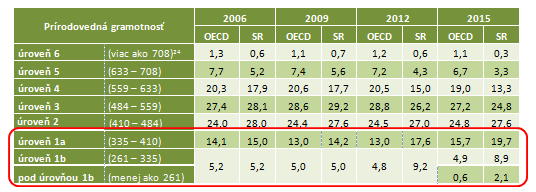 Prírodovedná gramotnosť 2006 2009 2012 2015
OECD SR OECD SR OECD SR OECD SR
úroveň 6 (viac ako 708)²⁴ 1,3 0,6 1,1 0,7 1,2 0,6 1,1 0,3
úroveň 5 (633 – 708) 7,7 5,2 7,4 5,6 7,2 4,3 6,7 3,3
úroveň 4 (559 – 633) 20,3 17,9 20,6 17,7 20,5 15,0 19,0 13,3
úroveň 3 (484 – 559) 27,4 28,1 28,6 29,2 28,8 26,2 27,2 24,8
úroveň 2 (410 – 484) 24,0 28,0 24,4 27,6 24,5 27,0 24,8 27,6
úroveň 1a (335 – 410) 14,1 15,0 13,0 14,2 13,0 17,6 15,7 19,7
úroveň 1b (261 – 335) 5,2 5,2 5,0 5,0 4,8 9,2 4,9 8,9
pod úrovňou 1b (menej ako 261) 0,6 2,1